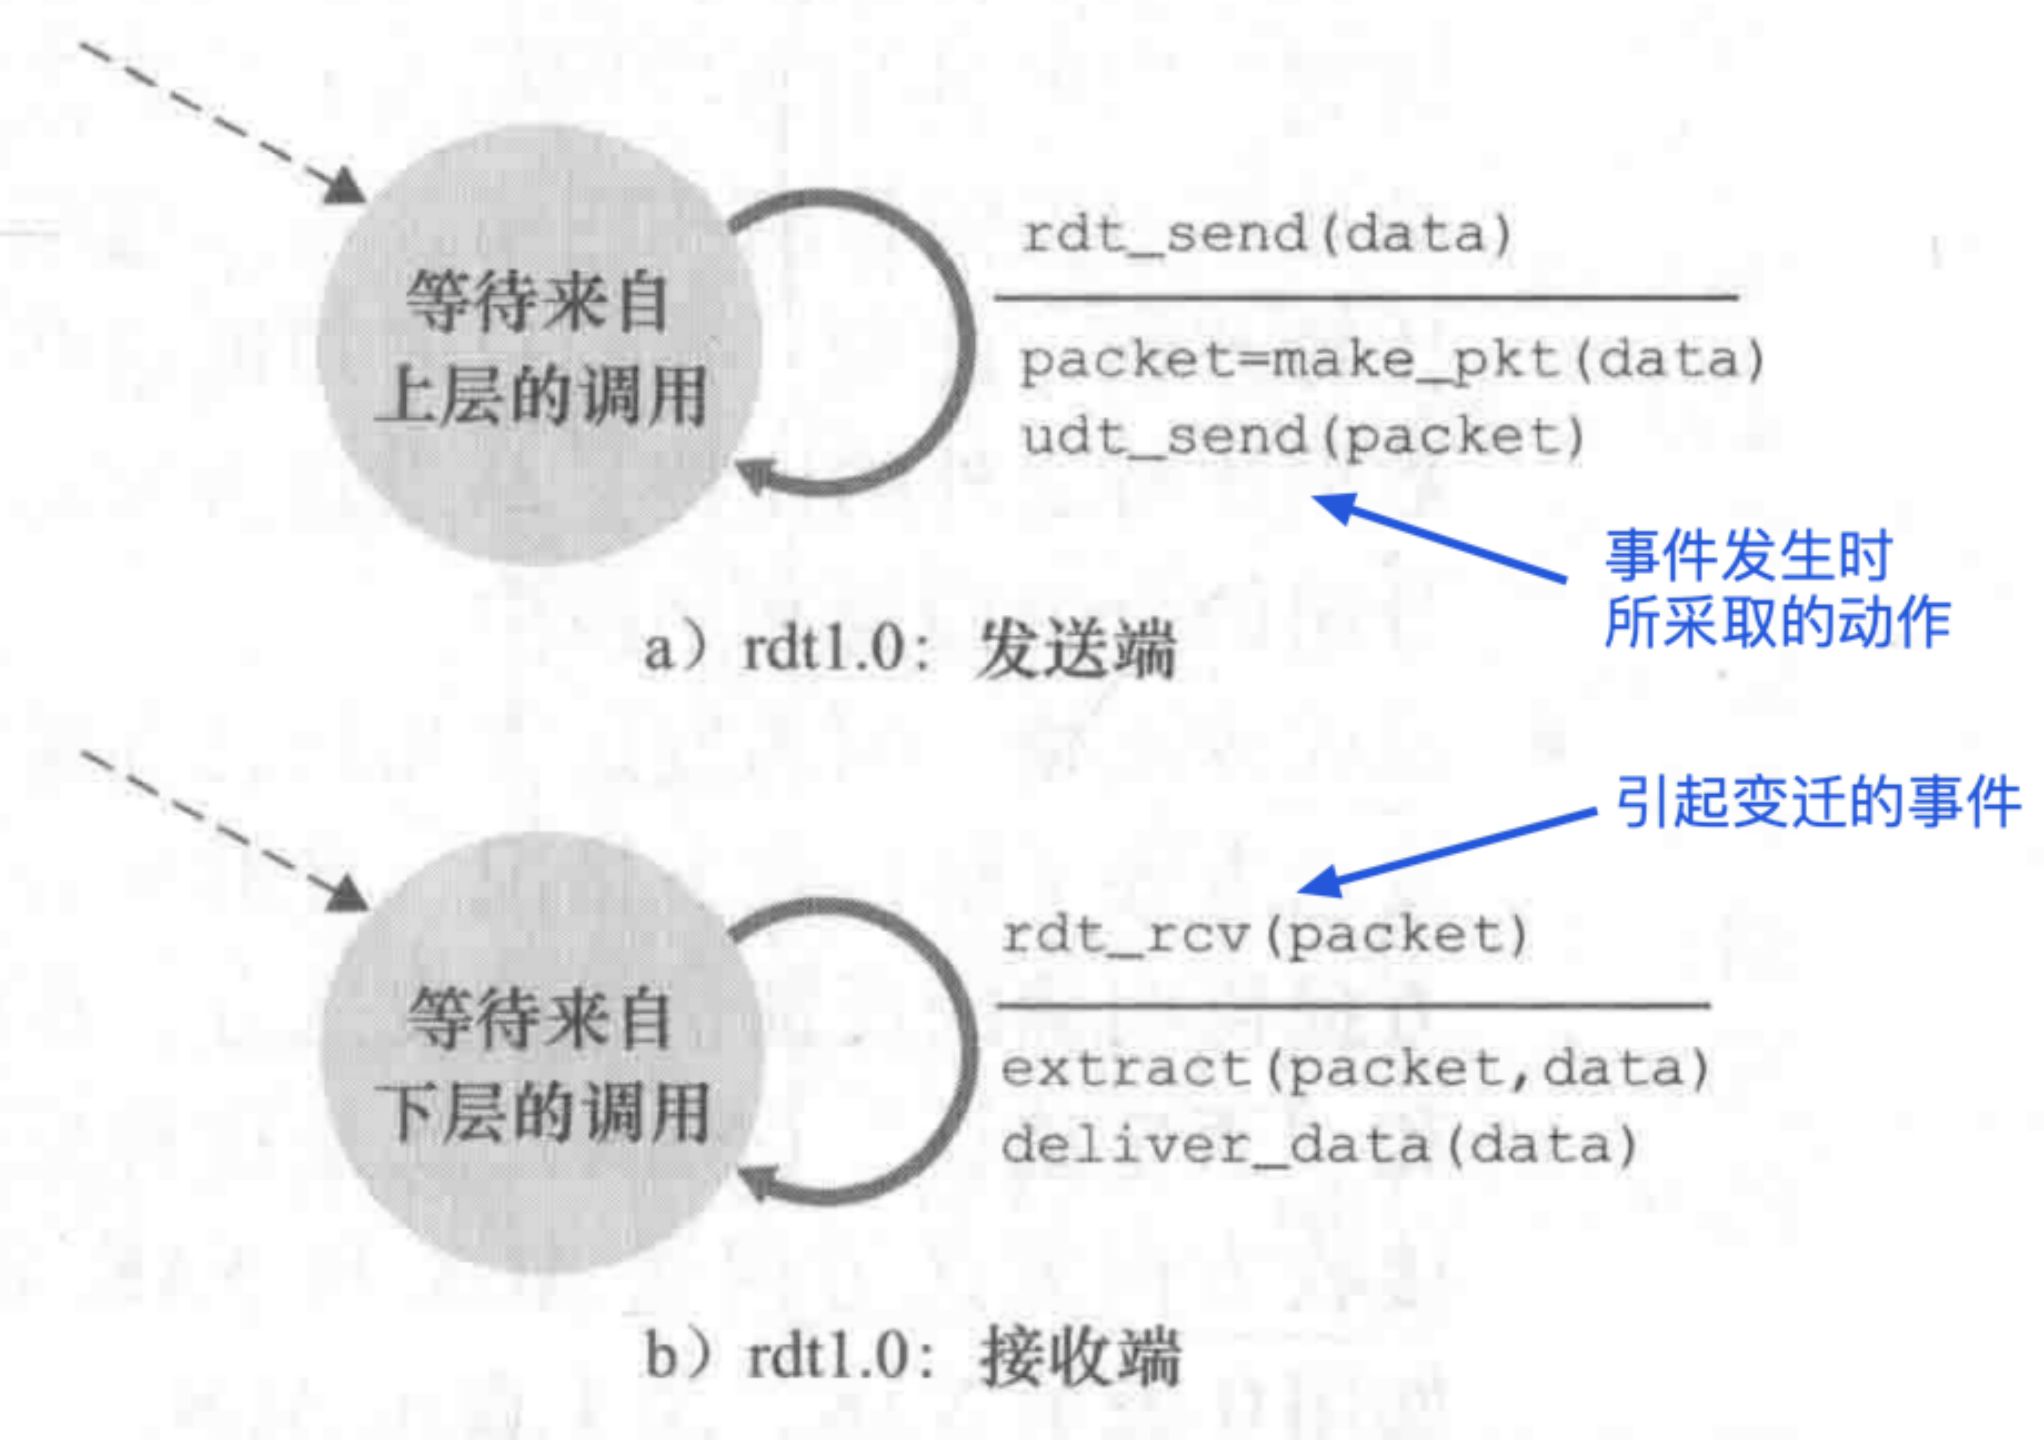 等待来自
上层的调用
rdt_send(data)
packet=make_pkt(data)
udt_send(packet)
事件发生时
所采取的动作
a）rdt1.0：发送端
引起变迁的事件
等待来自
下层的调用
rdt_rcv(packet)
extract(packet,data)
deliver_data(data)
b）rdt1.0：接收端